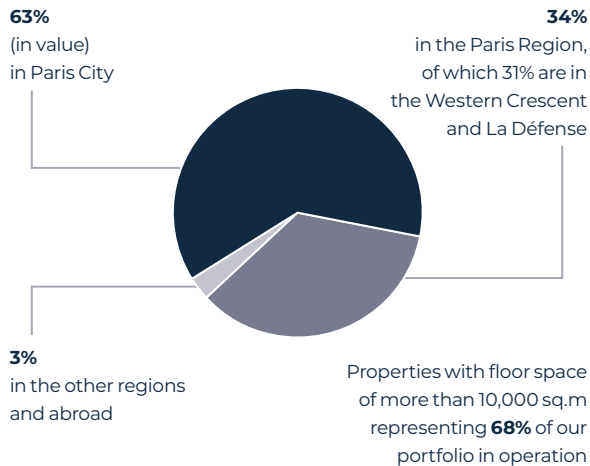 63%
(in value)
in Paris City
34%
in the Paris Region,
of which 31% are in
the Western Crescent
and La Défense
3%
in the other regions
and abroad
Properties with floor space
of more than 10,000 sq.m
representing 68% of our
portfolio in operation